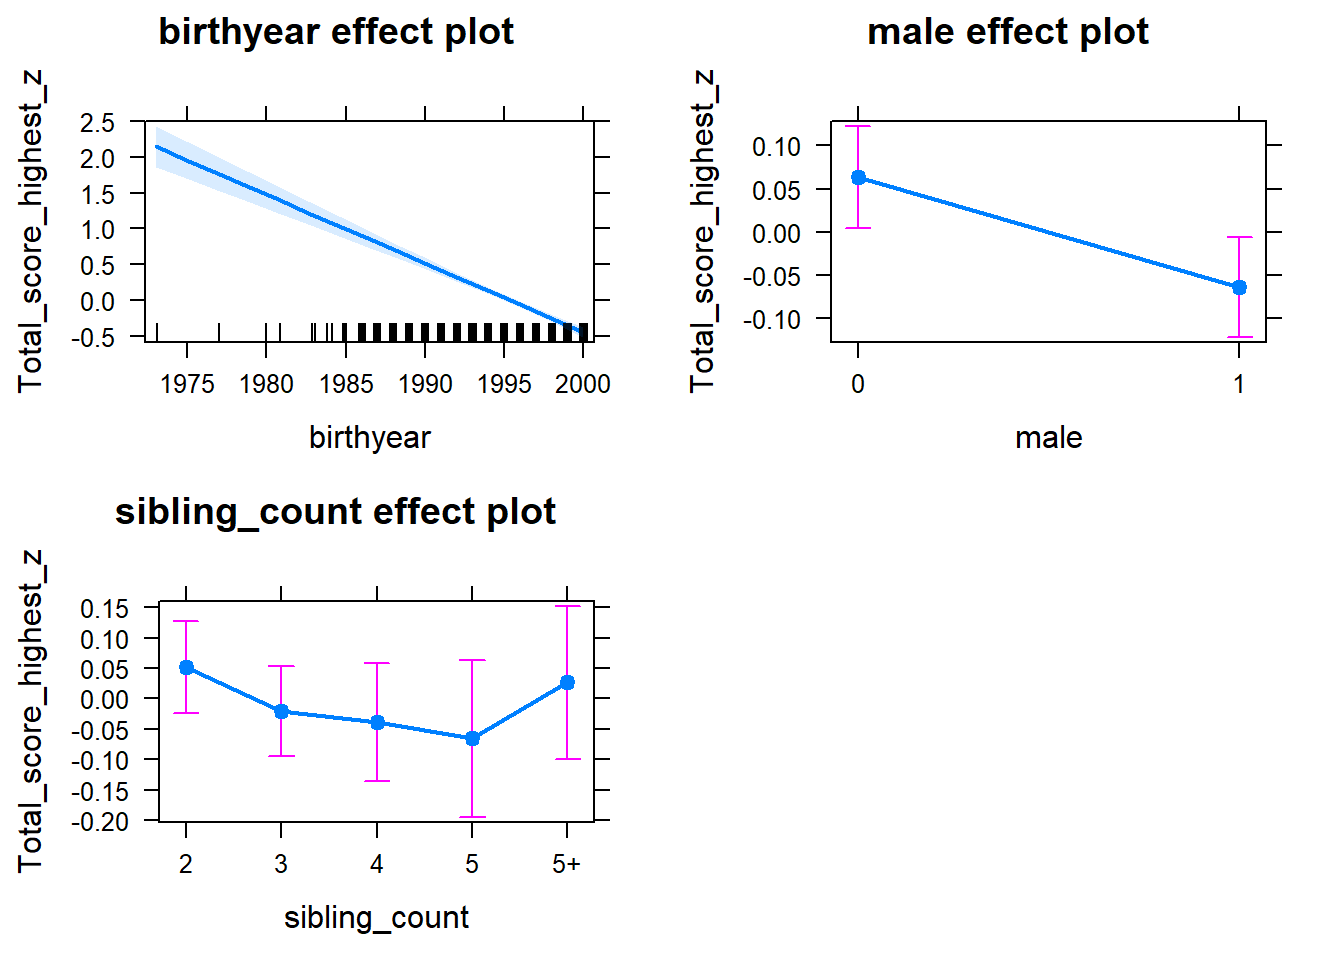 birthyear effect plot
Total_score_highest_z
2.5
2.0
1.5
1.0
0.5
0.0
-0.5
1975 1980 1985 1990 1995 2000
birthyear
male effect plot
Total_score_highest_z
0.10
0.05
0.00
-0.05
-0.10
0 1
male
sibling_count effect plot
Total_score_highest_z
0.15
0.10
0.05
0.00
-0.05
-0.10
-0.15
-0.20
2 3 4 5 5+
sibling_count